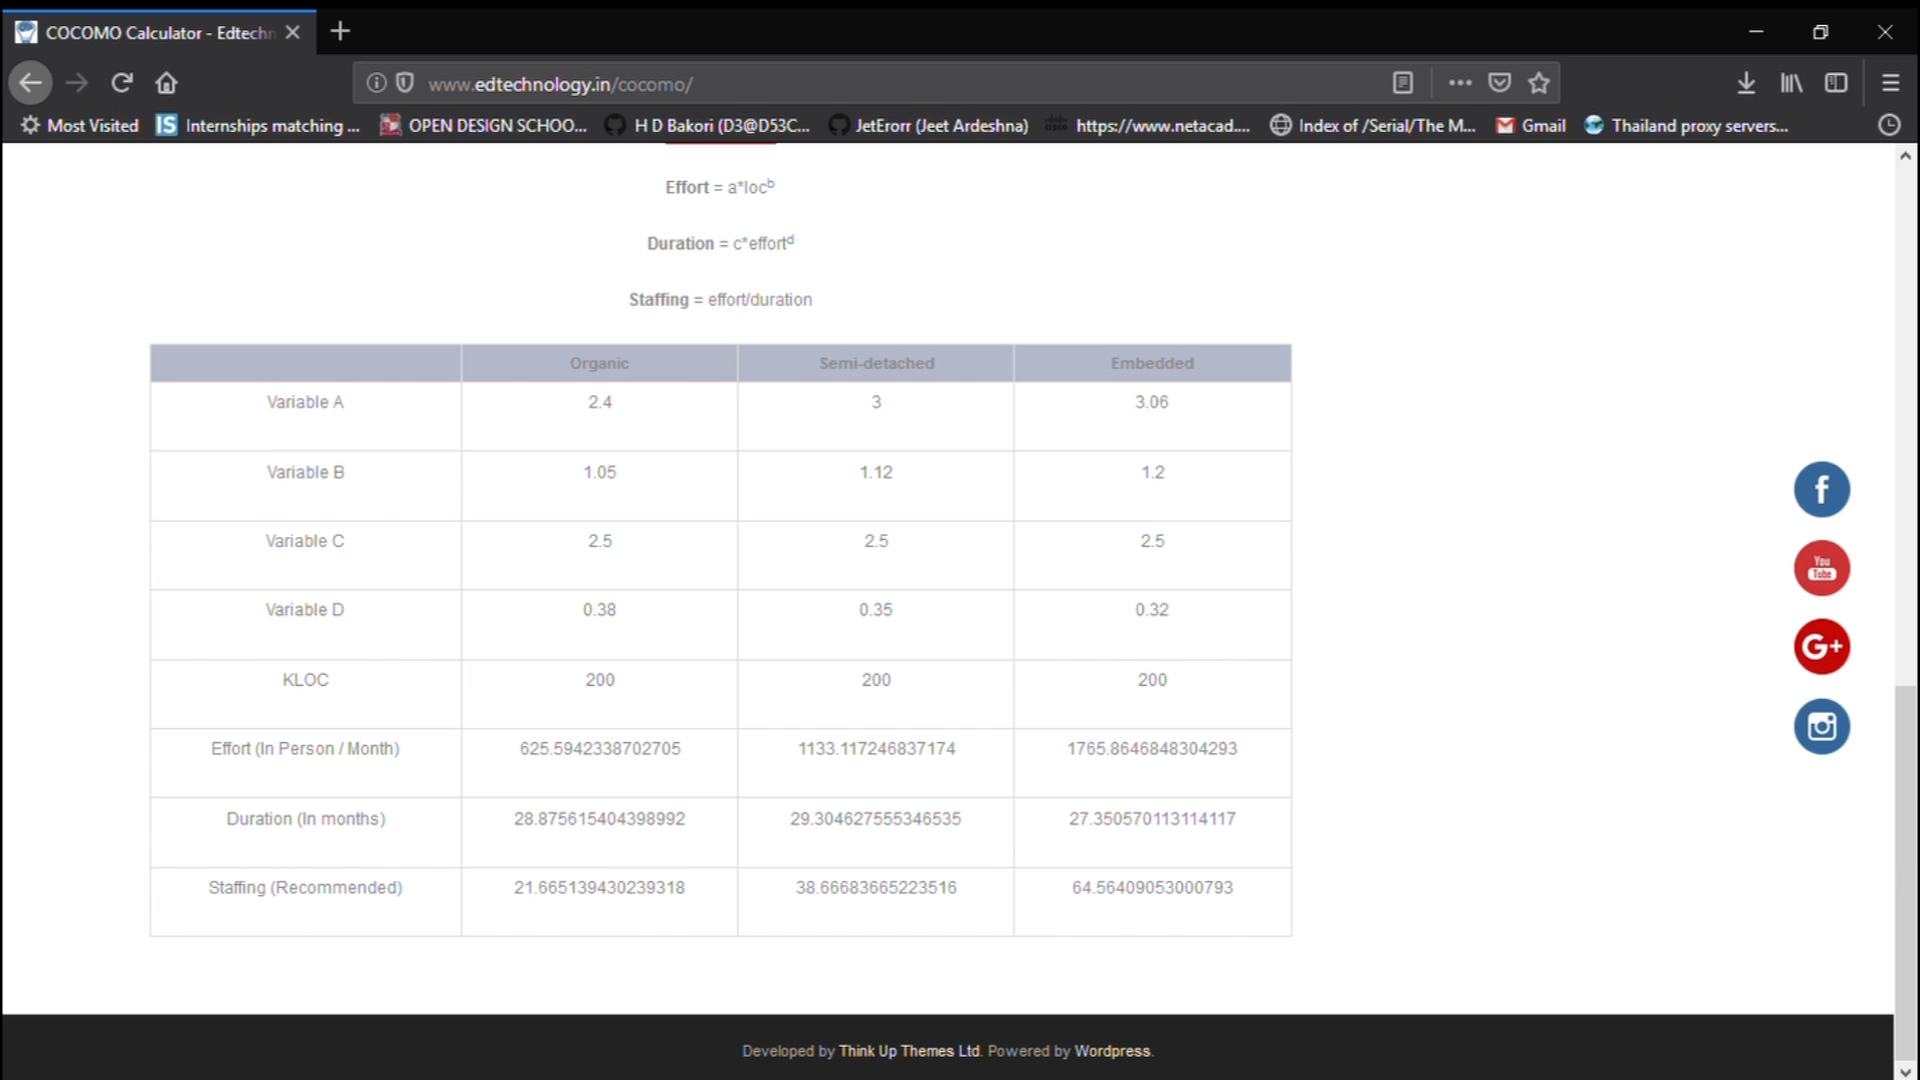 COCOMO Calculator - Edtechn
www.edtechnology.in/cocomo/
Most Visited
IS Internships matching ...
OPEN DESIGN SCHOO...
H D Bakori (D3@D53C...
JetErorr (Jeet Ardeshna)
https://www.netacad....
Index of /Serial/The M...
Gmail
Thailand proxy servers...
Effort = a*locᵇ
Duration = c*effortᵈ
Staffing = effort/duration
Organic Semi-detached Embedded
Variable A 2.4 3 3.06
Variable B 1.05 1.12 1.2
Variable C 2.5 2.5 2.5
Variable D 0.38 0.35 0.32
KLOC 200 200 200
Effort (In Person / Month) 625.5942338702705 1133.117246837174 1765.8646848304293
Duration (In months) 28.875615404398992 29.304627555346535 27.350570113114117
Staffing (Recommended) 21.665139430239318 38.66683665223516 64.56409053000793
f
You
Tube
G+
Developed by Think Up Themes Ltd. Powered by Wordpress.